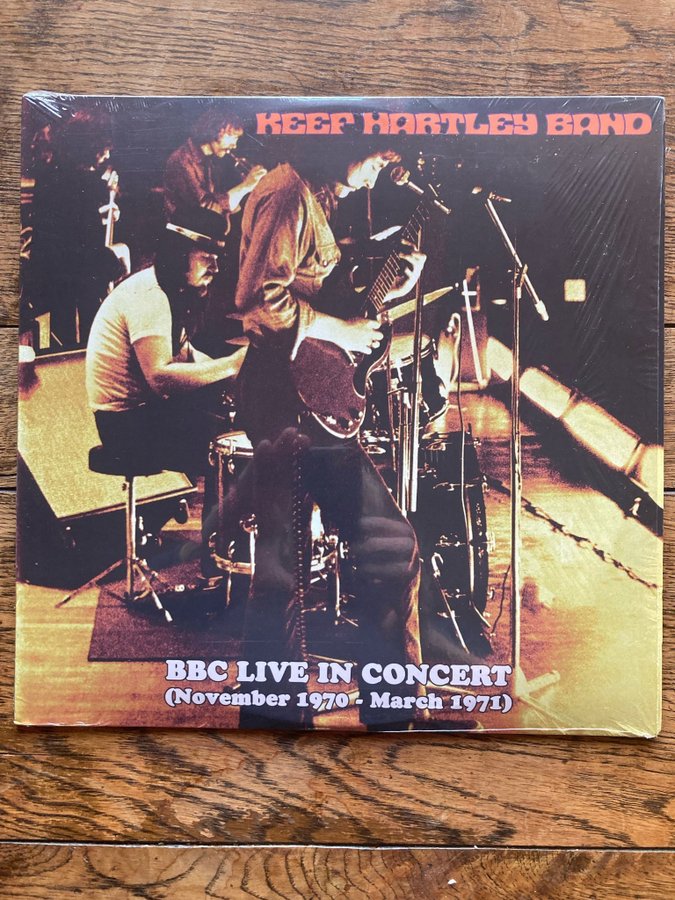 KEEF HARTLEY BAND
BBC LIVE IN CONCERT
(November 1970 - March 1971)